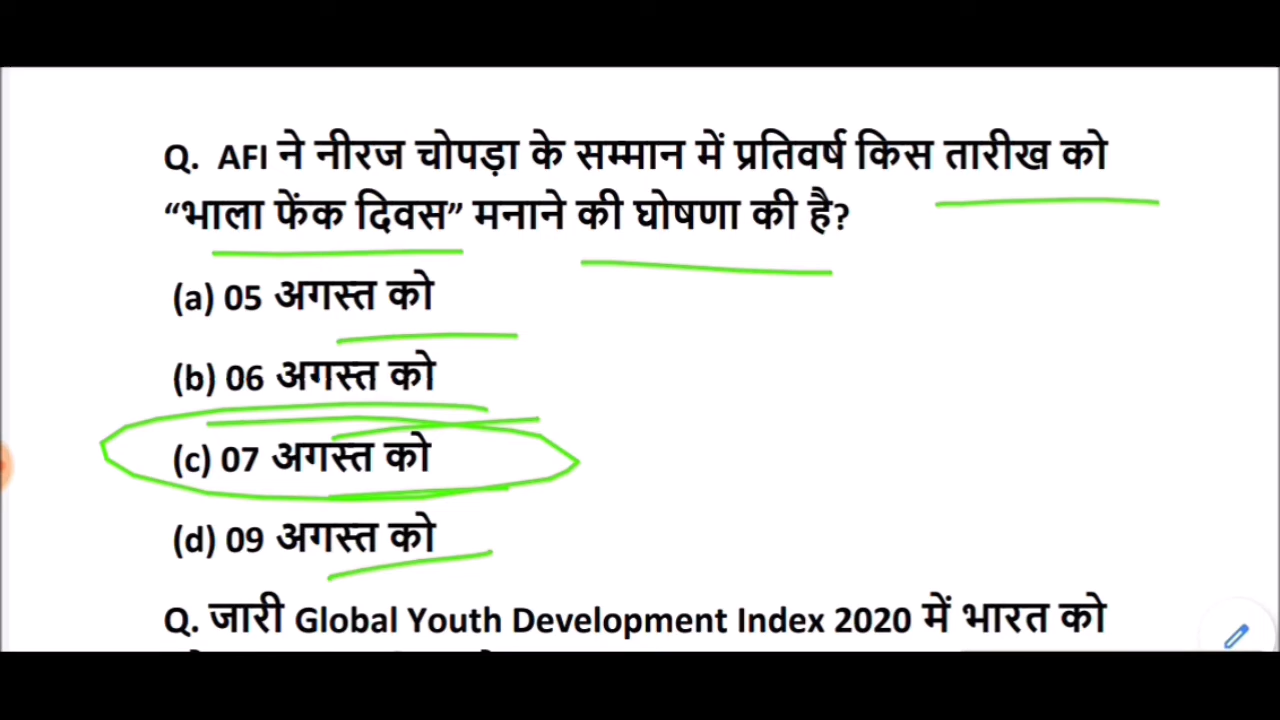 Q. AFI ने नीरज चोपड़ा के सम्मान में प्रतिवर्ष किस तारीख को
“भाला फेंक दिवस” मनाने की घोषणा की है?
(a) 05 अगस्त को
(b) 06 अगस्त को
(c) 07 अगस्त को
(d) 09 अगस्त को
Q. जारी Global Youth Development Index 2020 में भारत को